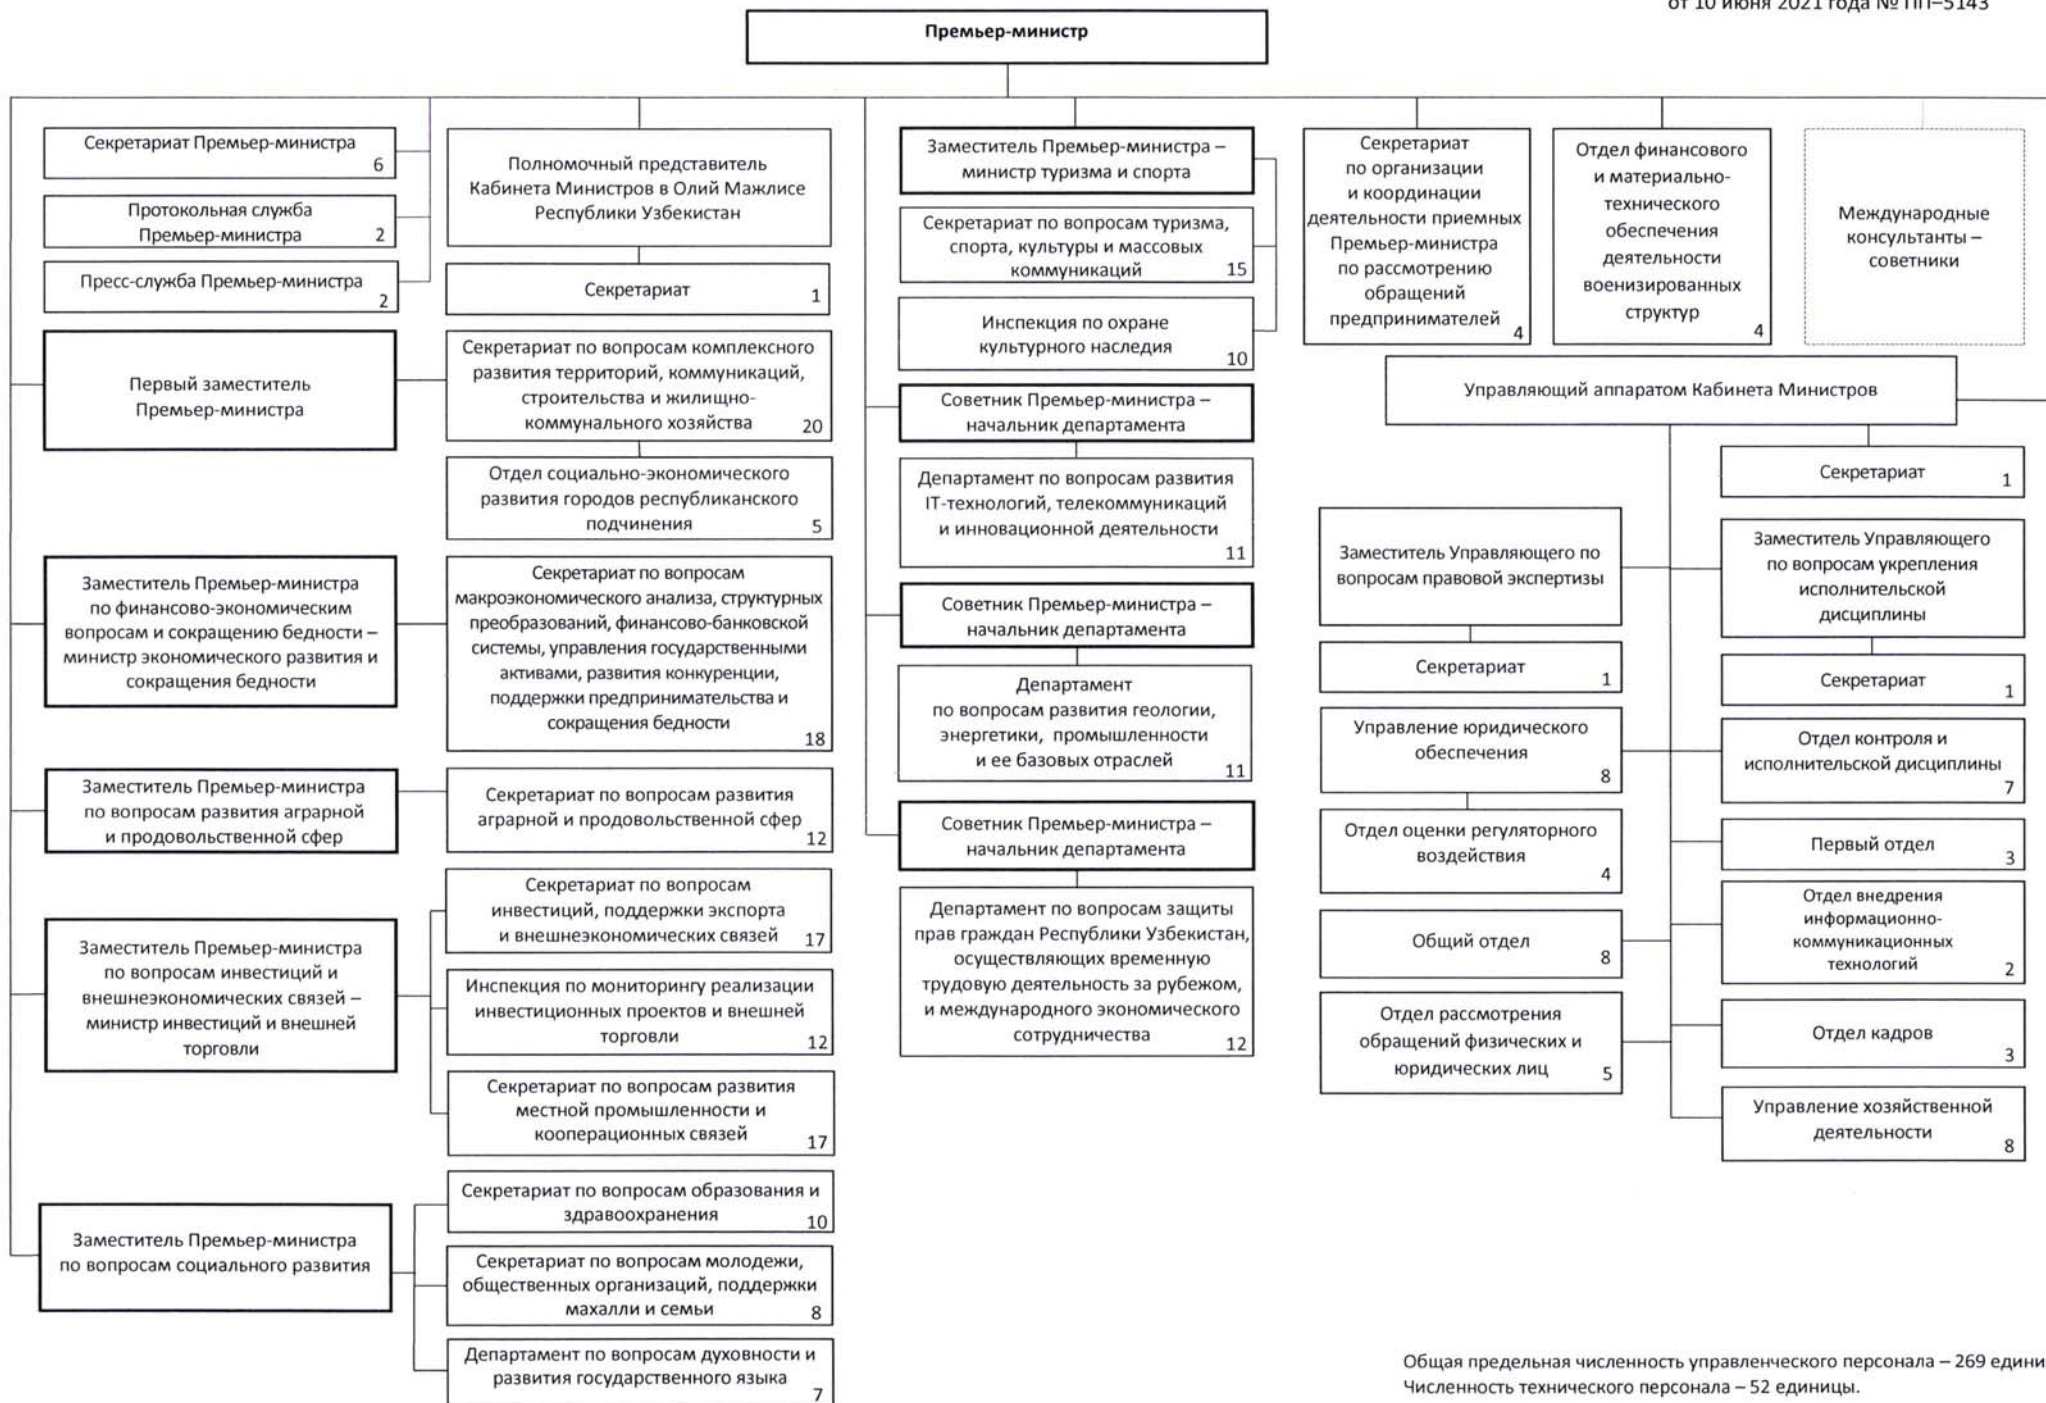 от 10 июня 2021 года № ПП–5143
Премьер-министр
Секретариат Премьер-министра
6
Протокольная служба
Премьер-министра
2
Пресс-служба Премьер-министра
2
Полномочный представитель
Кабинета Министров в Олий Мажлисе
Республики Узбекистан
Секретариат
1
Первый заместитель
Премьер-министра
Секретариат по вопросам комплексного
развития территорий, коммуникаций,
строительства и жилищно-
коммунального хозяйства
20
Отдел социально-экономического
развития городов республиканского
подчинения
5
Заместитель Премьер-министра
по финансово-экономическим
вопросам и сокращению бедности –
министр экономического развития и
сокращения бедности
Секретариат по вопросам
макроэкономического анализа, структурных
преобразований, финансово-банковской
системы, управления государственными
активами, развития конкуренции,
поддержки предпринимательства и
сокращения бедности
18
Заместитель Премьер-министра
по вопросам развития аграрной
и продовольственной сфер
Секретариат по вопросам развития
аграрной и продовольственной сфер
12
Заместитель Премьер-министра
по вопросам инвестиций и
внешнеэкономических связей –
министр инвестиций и внешней
торговли
Секретариат по вопросам
инвестиций, поддержки экспорта
и внешнеэкономических связей
17
Инспекция по мониторингу реализации
инвестиционных проектов и внешней
торговли
12
Секретариат по вопросам развития
местной промышленности и
кооперационных связей
17
Заместитель Премьер-министра
по вопросам социального развития
Секретариат по вопросам образования и
здравоохранения
10
Секретариат по вопросам молодежи,
общественных организаций, поддержки
махалли и семьи
8
Департамент по вопросам духовности и
развития государственного языка
7
Заместитель Премьер-министра –
министр туризма и спорта
Секретариат по вопросам туризма,
спорта, культуры и массовых
коммуникаций
15
Инспекция по охране
культурного наследия
10
Советник Премьер-министра –
начальник департамента
Департамент по вопросам развития
IT-технологий, телекоммуникаций
и инновационной деятельности
11
Советник Премьер-министра –
начальник департамента
Департамент
по вопросам развития геологии,
энергетики, промышленности
и ее базовых отраслей
11
Советник Премьер-министра –
начальник департамента
Департамент по вопросам защиты
прав граждан Республики Узбекистан,
осуществляющих временную
трудовую деятельность за рубежом,
и международного экономического
сотрудничества
12
Секретариат
по организации
и координации
деятельности приемных
Премьер-министра
по рассмотрению
обращений
предпринимателей
4
Отдел финансового
и материально-
технического
обеспечения
деятельности
военизированных
структур
4
Международные
консультанты –
советники
Управляющий аппаратом Кабинета Министров
Секретариат
1
Заместитель Управляющего по
вопросам правовой экспертизы
Секретариат
1
Управление юридического
обеспечения
8
Отдел оценки регуляторного
воздействия
4
Общий отдел
8
Отдел рассмотрения
обращений физических и
юридических лиц
5
Заместитель Управляющего
по вопросам укрепления
исполнительской
дисциплины
Секретариат
1
Отдел контроля и
исполнительской дисциплины
7
Первый отдел
3
Отдел внедрения
информационно-
коммуникационных
технологий
2
Отдел кадров
3
Управление хозяйственной
деятельности
8
Общая предельная численность управленческого персонала – 269 едини
Численность технического персонала – 52 единицы.